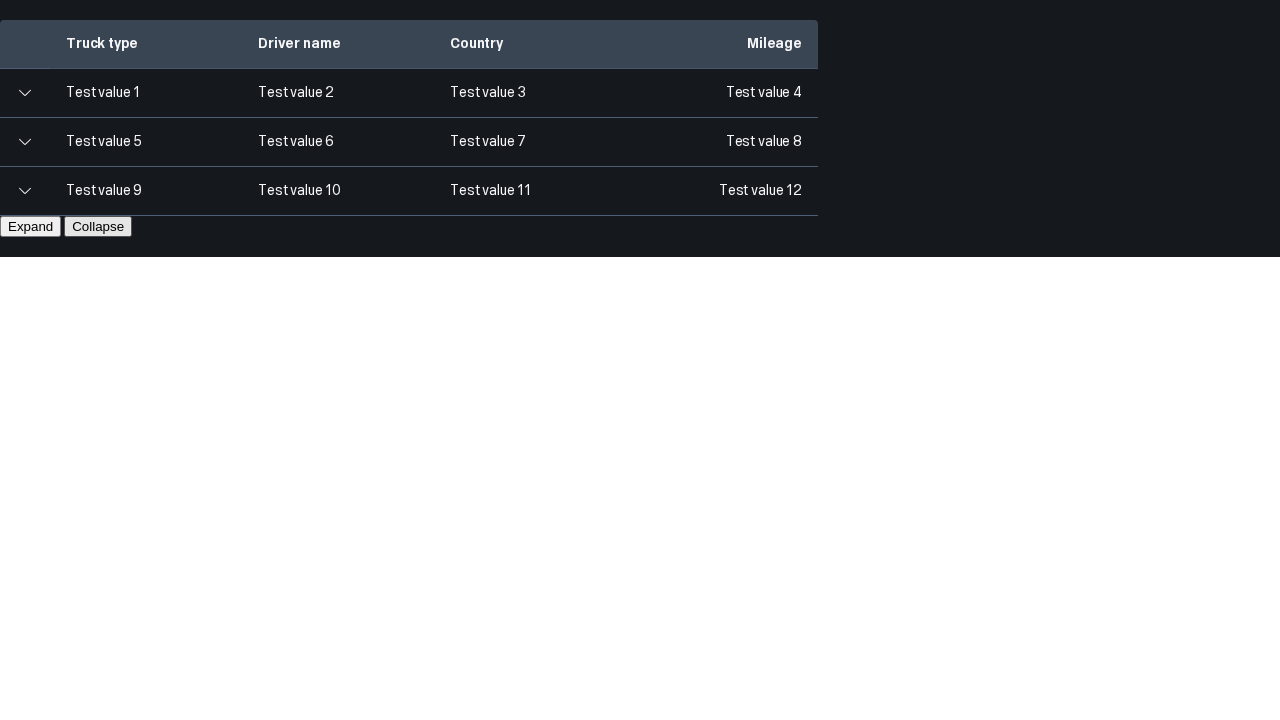 Truck type Driver name Country Mileage
Test value 1 Test value 2 Test value 3 Test value 4
Test value 5 Test value 6 Test value 7 Test value 8
Test value 9 Test value 10 Test value 11 Test value 12
Expand Collapse